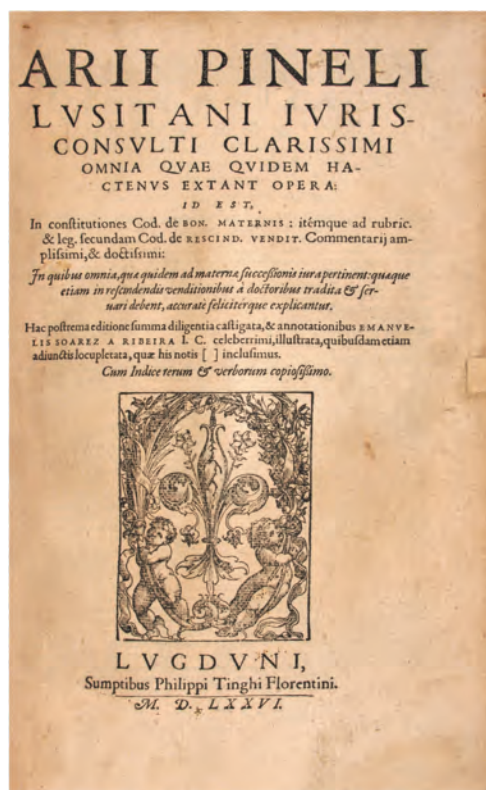 ARII PINELI
LVSITANI IVRIS-
CONSVLTI CLARISSIMI
OMNIA QVAE QVIDEM HA-
CTENVS EXTANT OPERA:
ID EST,
In conſtitutiones Cod. de BON. MATERNIS: itémque ad rubric.
& leg. ſecundam Cod. de RESCIND. VENDIT. Commentarij am-
pliſsimi, & doctiſsimi:
In quibus omnia, quæ quidem ad maternæ ſucceſsionis iura pertinent: quæque
etiam in reſcindendis venditionibus à doctoribus tradita & ſer-
uari debent, accuratè feliciterque explicantur.
Hac poſtrema editione ſumma diligentia caſtigata, & annotationibus EMANVE-
LIS SOAREZ A RIBEIRA I. C. celeberrimi, illuſtrata, quibuſdam etiam
adiunctis locupletata, quæ his notis [ ] incluſimus.
Cum Indice rerum & verborum copioſiſsimo.
LVGDVNI,
Sumptibus Philippi Tinghi Florentini.
M. D. LXXVI.